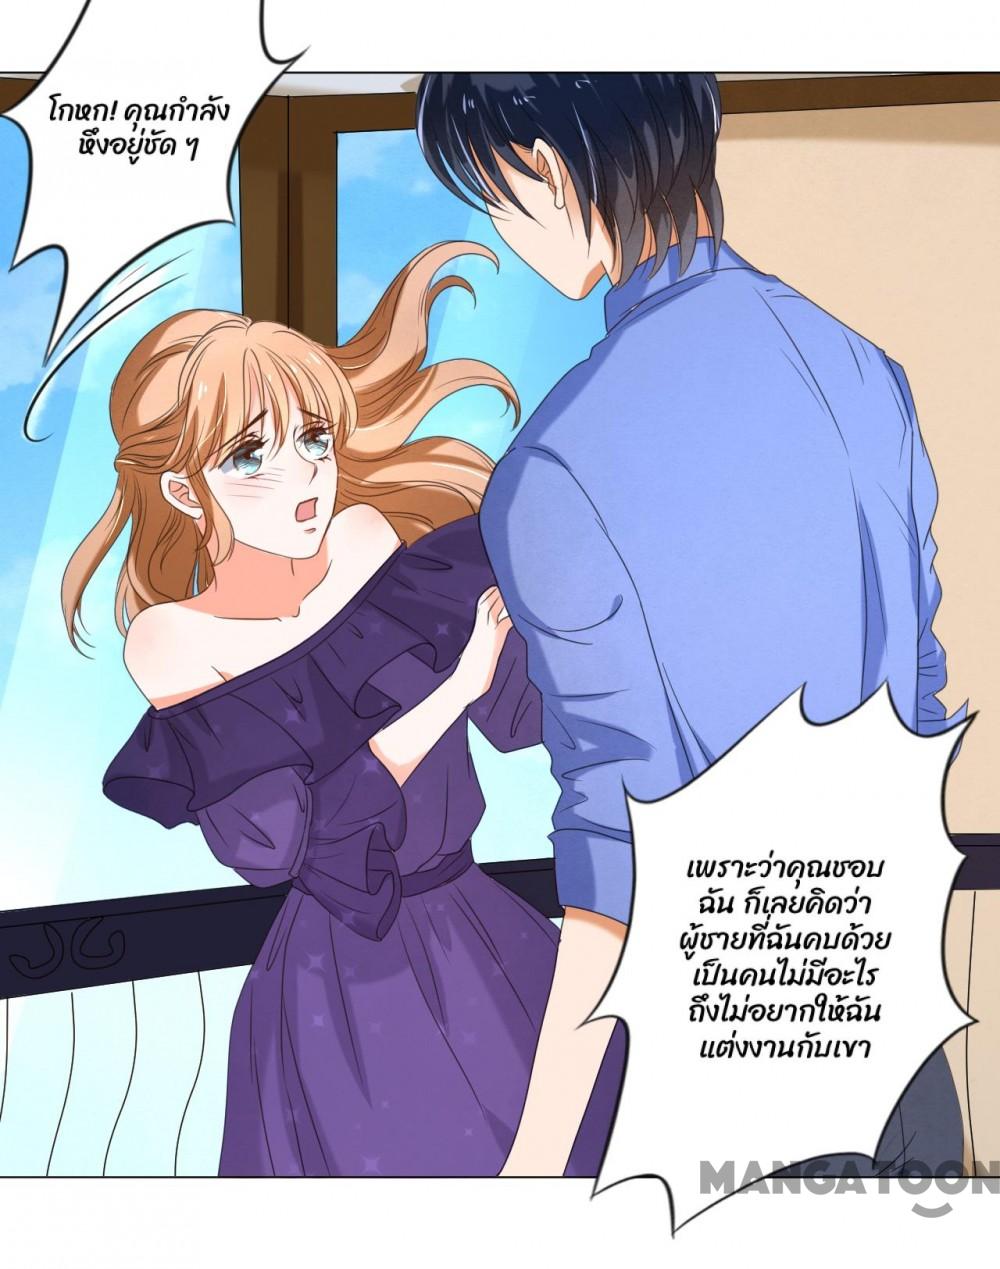 โกหก! คุณกำลัง
หึงอยู่ชัด ๆ
เพราะว่าคุณชอบ
ฉัน ก็เลยคิดว่า
ผู้ชายที่ฉันคบด้วย
เป็นคนไม่มีอะไร
ถึงไม่อยากให้ฉัน
แต่งงานกับเขา
MANGATOON